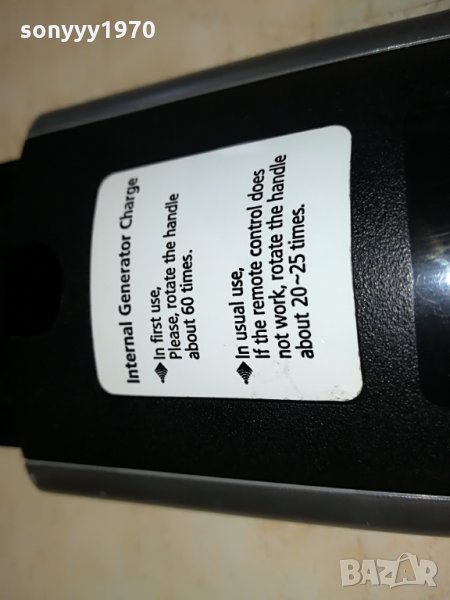 sonyyy1970
Internal Generator Charge
In first use,
Please, rotate the handle
about 60 times.
In usual use,
If the remote control does
not work, rotate the handle
about 20~25 times.
BAZAR